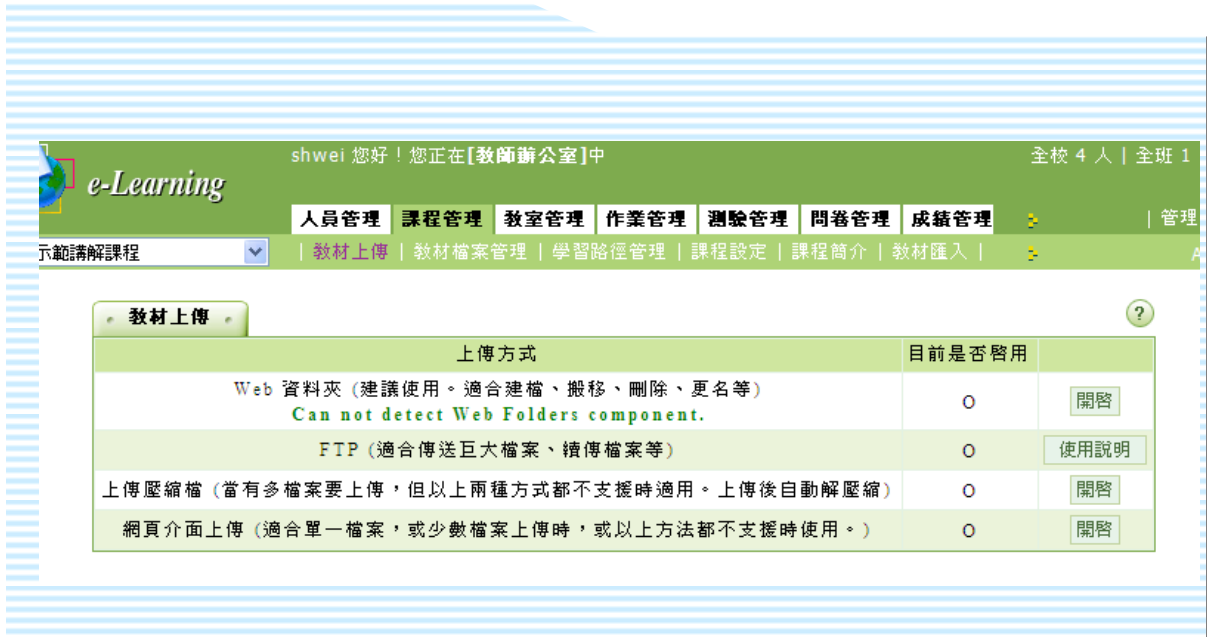 shwei 您好！您正在[教師辦公室]中
全校 4 人 | 全班 1
e-Learning
人員管理 課程管理 教室管理 作業管理 測驗管理 問卷管理 成績管理 | 管理
示範講解課程
| 教材上傳 | 教材檔案管理 | 學習路徑管理 | 課程設定 | 課程簡介 | 教材匯入 |
教材上傳
?
上傳方式 目前是否啓用
Web 資料夾 (建議使用。適合建檔、搬移、刪除、更名等)
Can not detect Web Folders component.
O 開啓
FTP (適合傳送巨大檔案、續傳檔案等) O 使用說明
上傳壓縮檔 (當有多檔案要上傳，但以上兩種方式都不支援時適用。上傳後自動解壓縮) O 開啓
網頁介面上傳 (適合單一檔案，或少數檔案上傳時，或以上方法都不支援時使用。) O 開啓